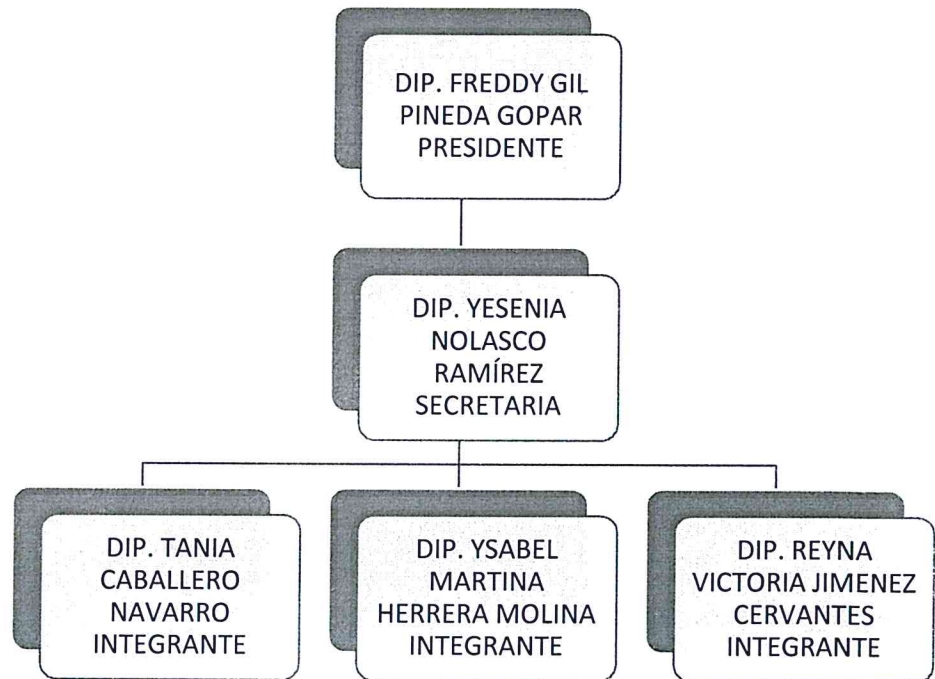 DIP. FREDDY GIL
PINEDA GOPAR
PRESIDENTE
DIP. YESENIA
NOLASCO
RAMÍREZ
SECRETARIA
DIP. TANIA
CABALLERO
NAVARRO
INTEGRANTE
DIP. YSABEL
MARTINA
HERRERA MOLINA
INTEGRANTE
DIP. REYNA
VICTORIA JIMENEZ
CERVANTES
INTEGRANTE